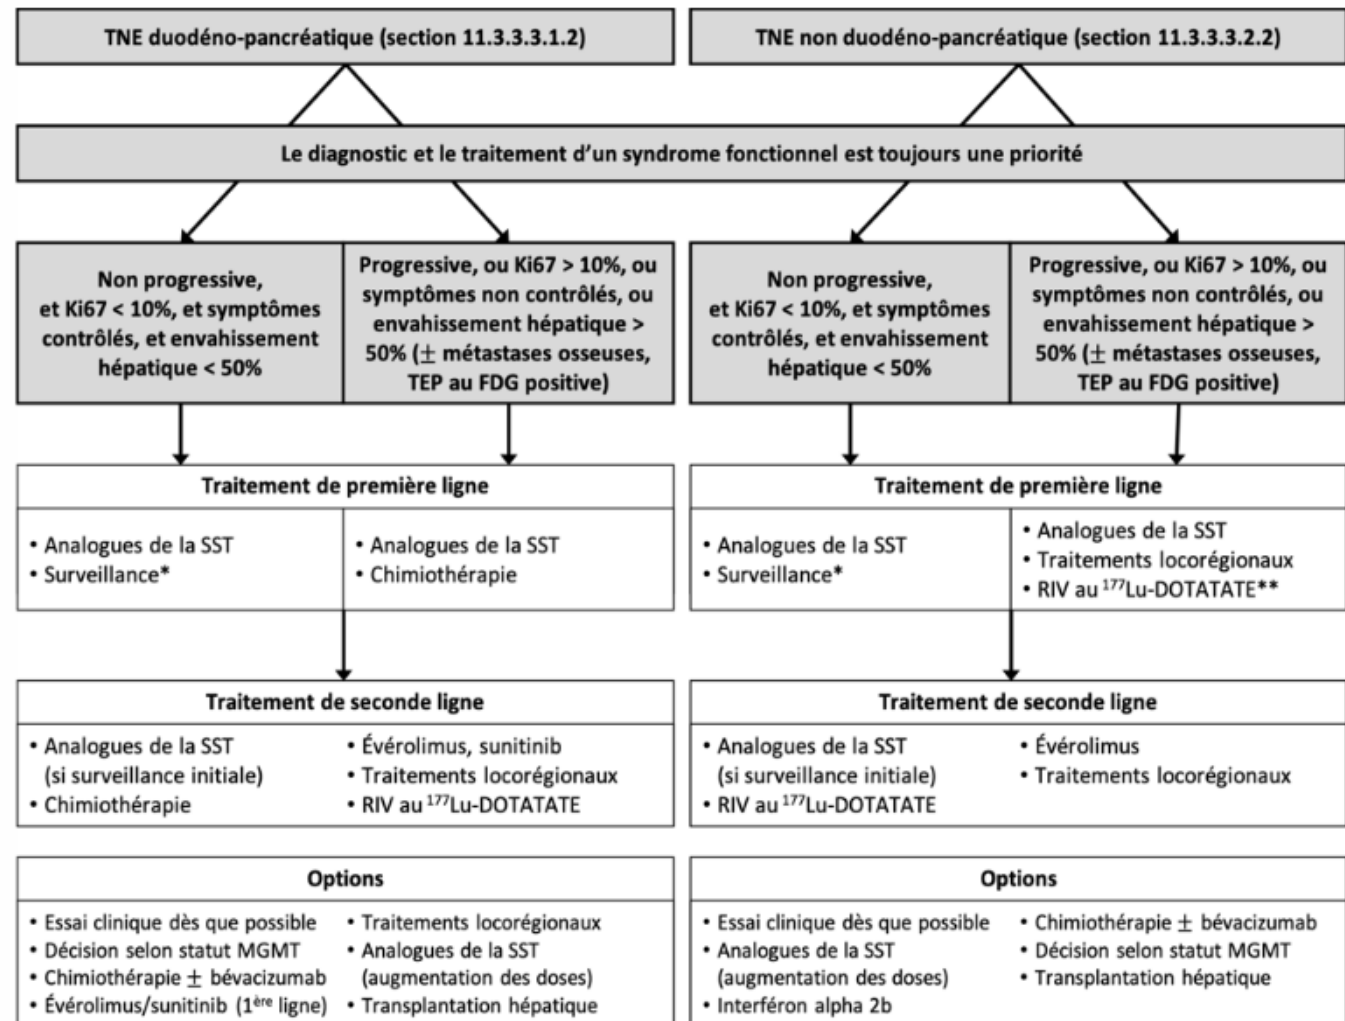 TNE duodéno-pancréatique (section 11.3.3.3.1.2)
TNE non duodéno-pancréatique (section 11.3.3.3.2.2)
Le diagnostic et le traitement d'un syndrome fonctionnel est toujours une priorité
Non progressive,
et Ki67 < 10%, et symptômes
contrôlés, et envahissement
hépatique < 50%
Progressive, ou Ki67 > 10%, ou
symptômes non contrôlés, ou
envahissement hépatique >
50% (± métastases osseuses,
TEP au FDG positive)
Non progressive,
et Ki67 < 10%, et symptômes
contrôlés, et envahissement
hépatique < 50%
Progressive, ou Ki67 > 10%, ou
symptômes non contrôlés, ou
envahissement hépatique >
50% (± métastases osseuses,
TEP au FDG positive)
Traitement de première ligne
• Analogues de la SST
• Surveillance*
• Analogues de la SST
• Chimiothérapie
Traitement de première ligne
• Analogues de la SST
• Surveillance*
• Analogues de la SST
• Traitements locorégionaux
• RIV au ¹⁷⁷Lu-DOTATATE**
Traitement de seconde ligne
• Analogues de la SST
(si surveillance initiale)
• Chimiothérapie
• Évérolimus, sunitinib
• Traitements locorégionaux
• RIV au ¹⁷⁷Lu-DOTATATE
Traitement de seconde ligne
• Analogues de la SST
(si surveillance initiale)
• RIV au ¹⁷⁷Lu-DOTATATE
• Évérolimus
• Traitements locorégionaux
Options
• Essai clinique dès que possible
• Décision selon statut MGMT
• Chimiothérapie ± bévacizumab
• Évérolimus/sunitinib (1ère ligne)
• Traitements locorégionaux
• Analogues de la SST
(augmentation des doses)
• Transplantation hépatique
Options
• Essai clinique dès que possible
• Analogues de la SST
(augmentation des doses)
• Interféron alpha 2b
• Chimiothérapie ± bévacizumab
• Décision selon statut MGMT
• Transplantation hépatique